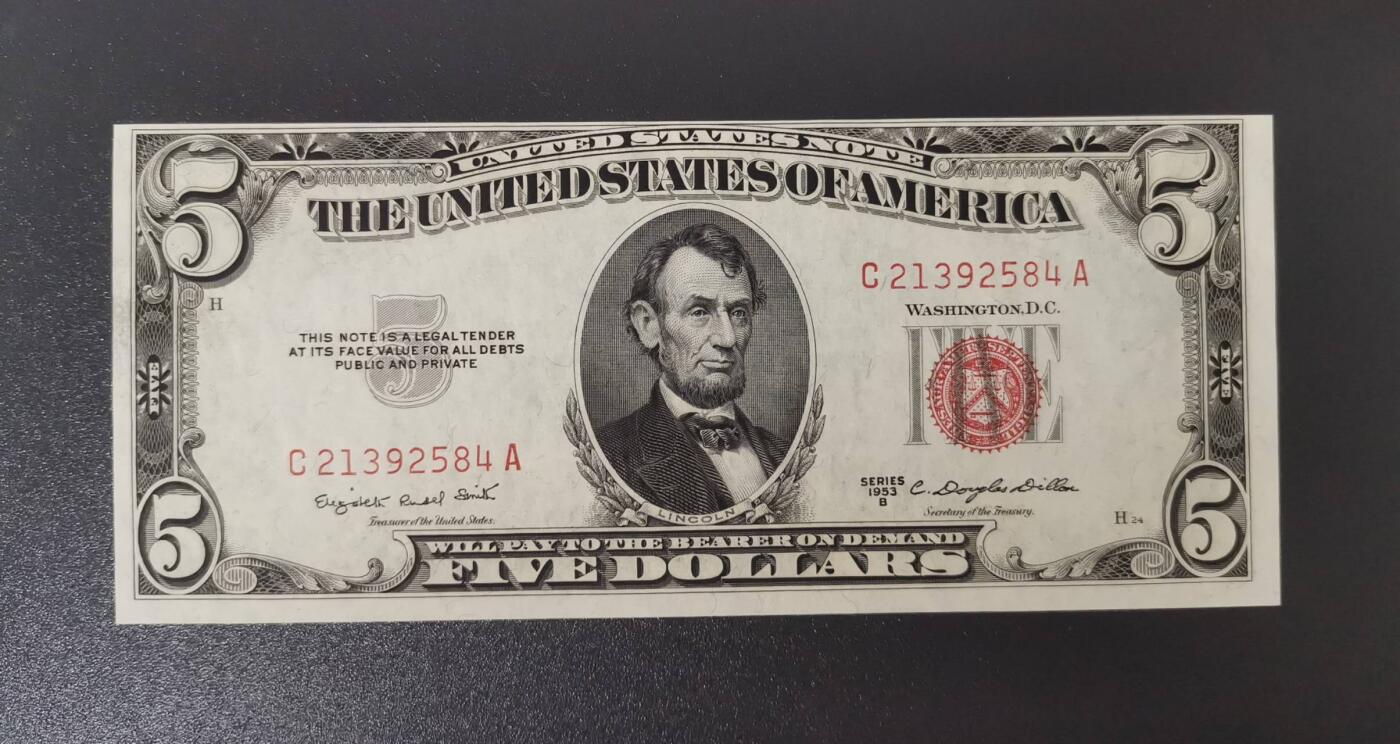 UNITED STATES NOTE
THE UNITED STATES OF AMERICA
5
5
H
C 21392584 A
WASHINGTON, D.C.
5
THIS NOTE IS A LEGAL TENDER
AT ITS FACE VALUE FOR ALL DEBTS
PUBLIC AND PRIVATE
FIVE
FIVE
FIVE
C 21392584 A
Elizabeth Rudel Smith
Treasurer of the United States.
SERIES
1953
B
C. Douglas Dillon
Secretary of the Treasury.
LINCOLN
H 24
5
5
WILL PAY TO THE BEARER ON DEMAND
FIVE DOLLARS